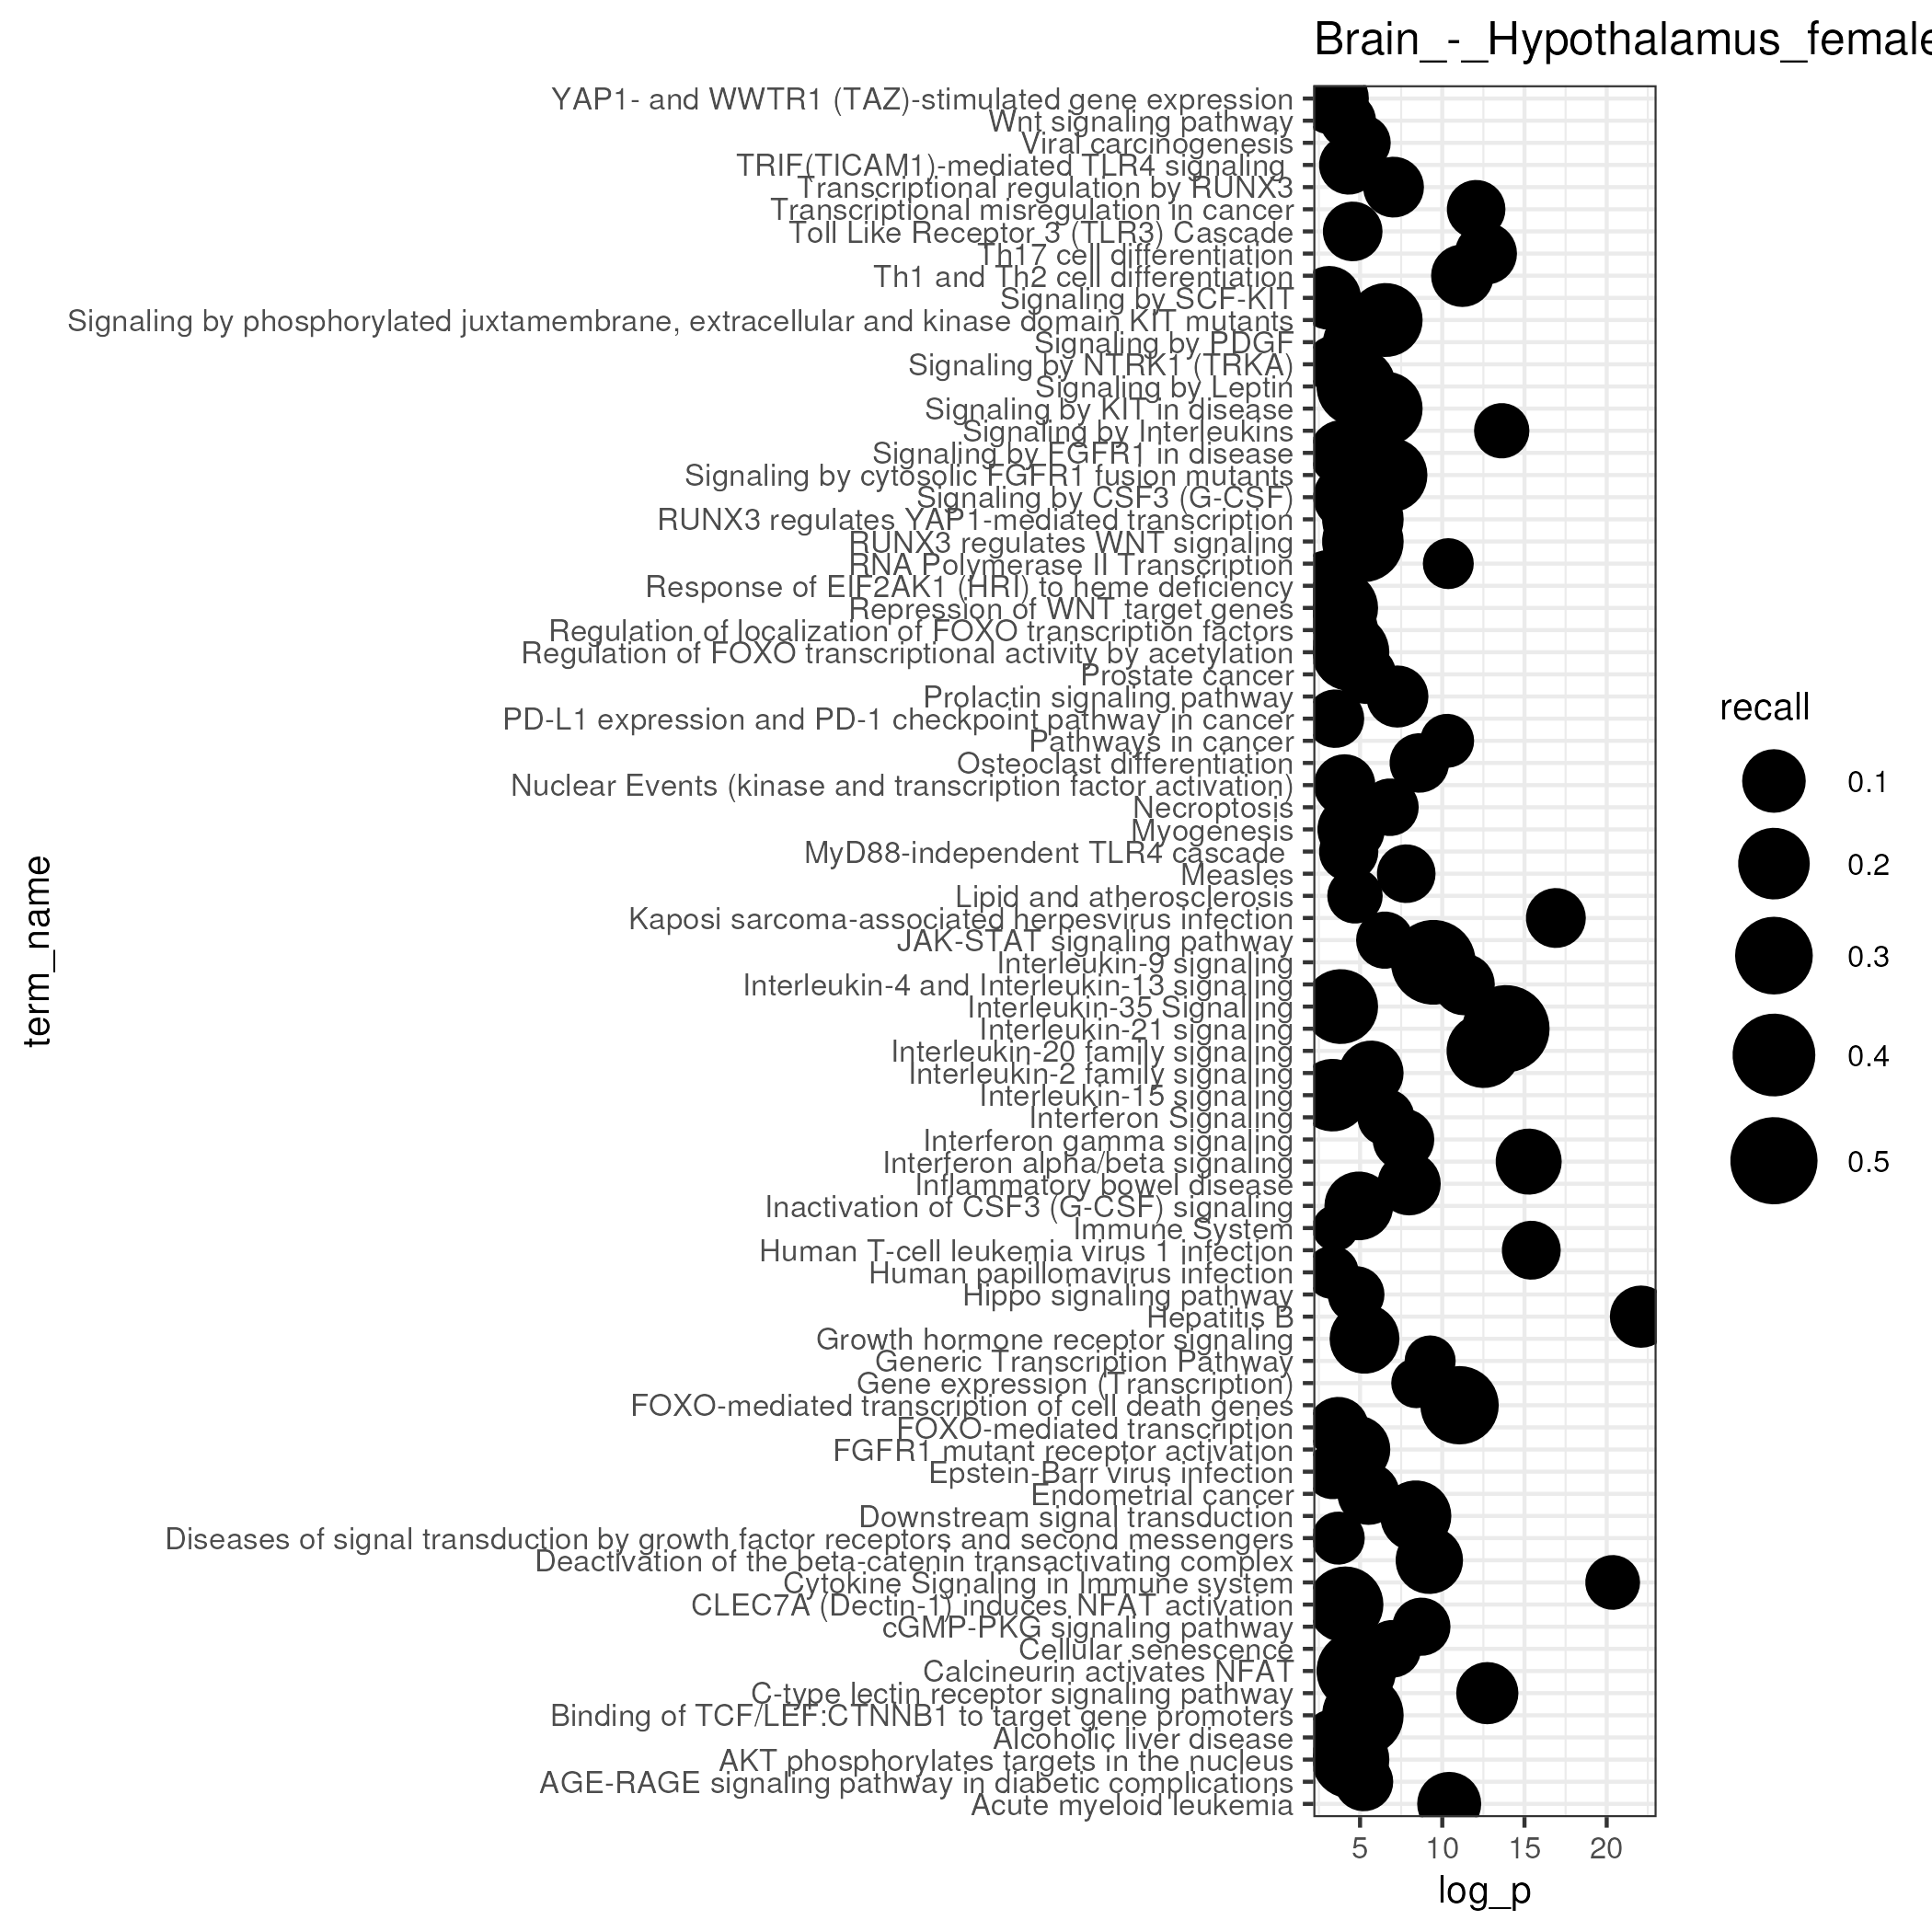 Brain_-_Hypothalamus_female
YAP1- and WWTR1 (TAZ)-stimulated gene expression
Wnt signaling pathway
Viral carcinogenesis
TRIF(TICAM1)-mediated TLR4 signaling
Transcriptional regulation by RUNX3
Transcriptional misregulation in cancer
Toll Like Receptor 3 (TLR3) Cascade
Th17 cell differentiation
Th1 and Th2 cell differentiation
Signaling by SCF-KIT
Signaling by phosphorylated juxtamembrane, extracellular and kinase domain KIT mutants
Signaling by PDGF
Signaling by NTRK1 (TRKA)
Signaling by Leptin
Signaling by KIT in disease
Signaling by Interleukins
Signaling by FGFR1 in disease
Signaling by cytosolic FGFR1 fusion mutants
Signaling by CSF3 (G-CSF)
RUNX3 regulates YAP1-mediated transcription
RUNX3 regulates WNT signaling
RNA Polymerase II Transcription
Response of EIF2AK1 (HRI) to heme deficiency
Repression of WNT target genes
Regulation of localization of FOXO transcription factors
Regulation of FOXO transcriptional activity by acetylation
Prostate cancer
Prolactin signaling pathway
PD-L1 expression and PD-1 checkpoint pathway in cancer
Pathways in cancer
Osteoclast differentiation
Nuclear Events (kinase and transcription factor activation)
Necroptosis
Myogenesis
MyD88-independent TLR4 cascade
Measles
Lipid and atherosclerosis
Kaposi sarcoma-associated herpesvirus infection
JAK-STAT signaling pathway
Interleukin-9 signaling
Interleukin-4 and Interleukin-13 signaling
Interleukin-35 Signalling
Interleukin-21 signaling
Interleukin-20 family signaling
Interleukin-2 family signaling
Interleukin-15 signaling
Interferon Signaling
Interferon gamma signaling
Interferon alpha/beta signaling
Inflammatory bowel disease
Inactivation of CSF3 (G-CSF) signaling
Immune System
Human T-cell leukemia virus 1 infection
Human papillomavirus infection
Hippo signaling pathway
Hepatitis B
Growth hormone receptor signaling
Generic Transcription Pathway
Gene expression (Transcription)
FOXO-mediated transcription of cell death genes
FOXO-mediated transcription
FGFR1 mutant receptor activation
Epstein-Barr virus infection
Endometrial cancer
Downstream signal transduction
Diseases of signal transduction by growth factor receptors and second messengers
Deactivation of the beta-catenin transactivating complex
Cytokine Signaling in Immune system
CLEC7A (Dectin-1) induces NFAT activation
cGMP-PKG signaling pathway
Cellular senescence
Calcineurin activates NFAT
C-type lectin receptor signaling pathway
Binding of TCF/LEF:CTNNB1 to target gene promoters
Alcoholic liver disease
AKT phosphorylates targets in the nucleus
AGE-RAGE signaling pathway in diabetic complications
Acute myeloid leukemia
term_name
5 10 15 20
log_p
recall
0.1
0.2
0.3
0.4
0.5